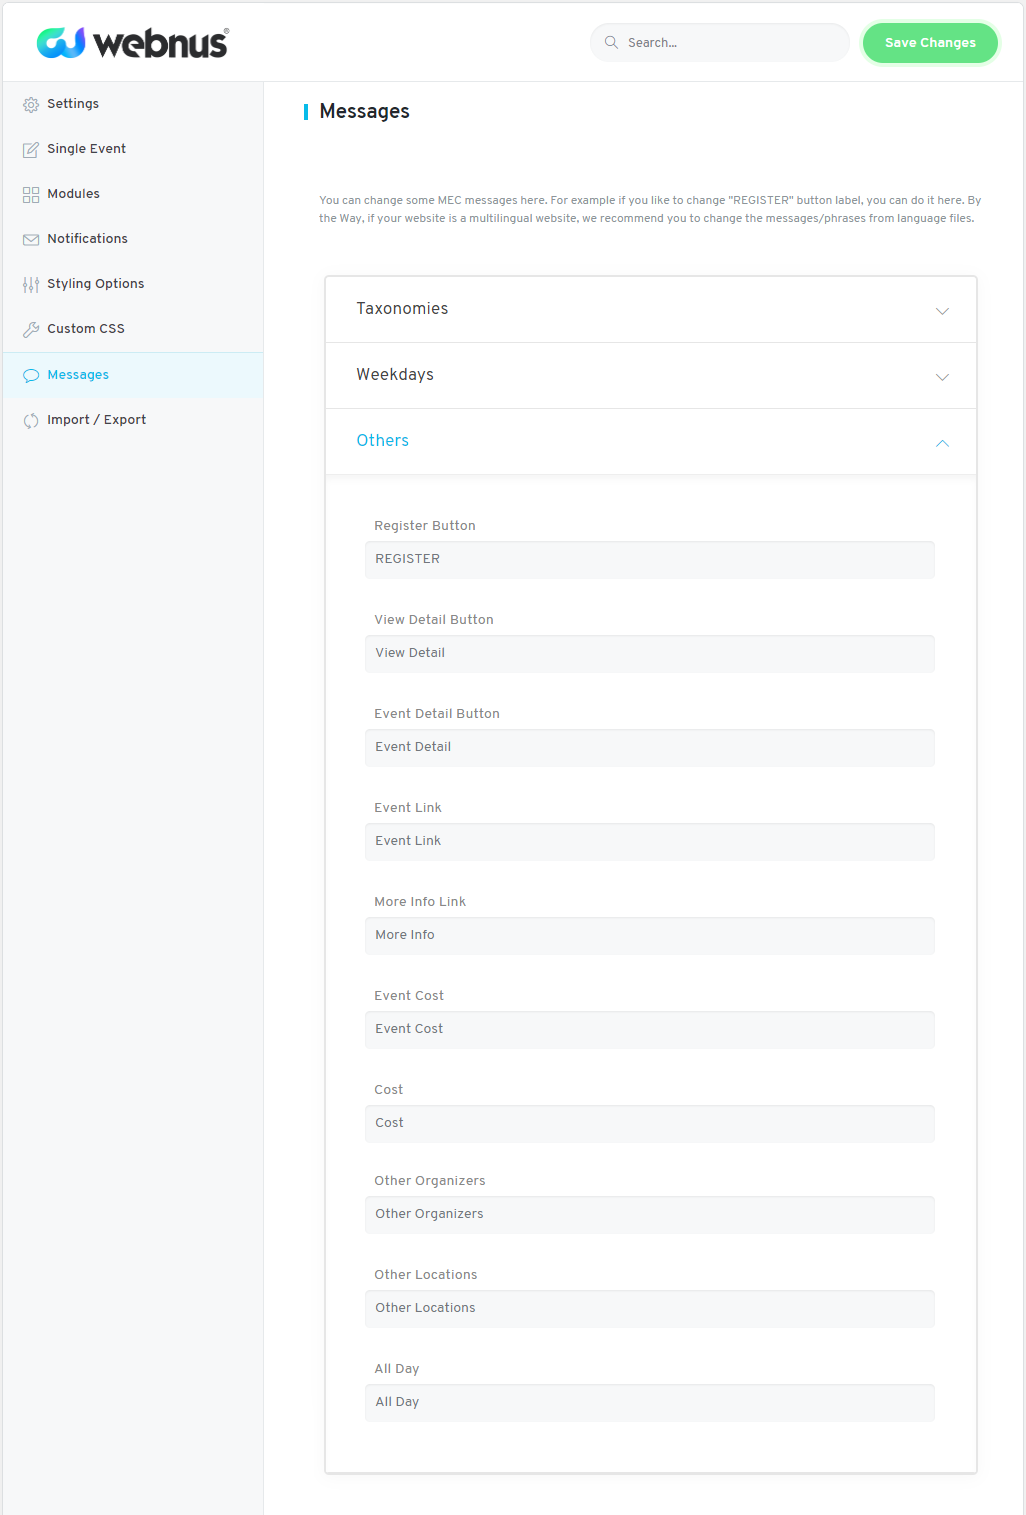 webnus®
Search...
Save Changes
Settings
Single Event
Modules
Notifications
Styling Options
Custom CSS
Messages
Import / Export
Messages
You can change some MEC messages here. For example if you like to change "REGISTER" button label, you can do it here. By
the Way, if your website is a multilingual website, we recommend you to change the messages/phrases from language files.
Taxonomies
Weekdays
Others
Register Button
REGISTER
View Detail Button
View Detail
Event Detail Button
Event Detail
Event Link
Event Link
More Info Link
More Info
Event Cost
Event Cost
Cost
Cost
Other Organizers
Other Organizers
Other Locations
Other Locations
All Day
All Day